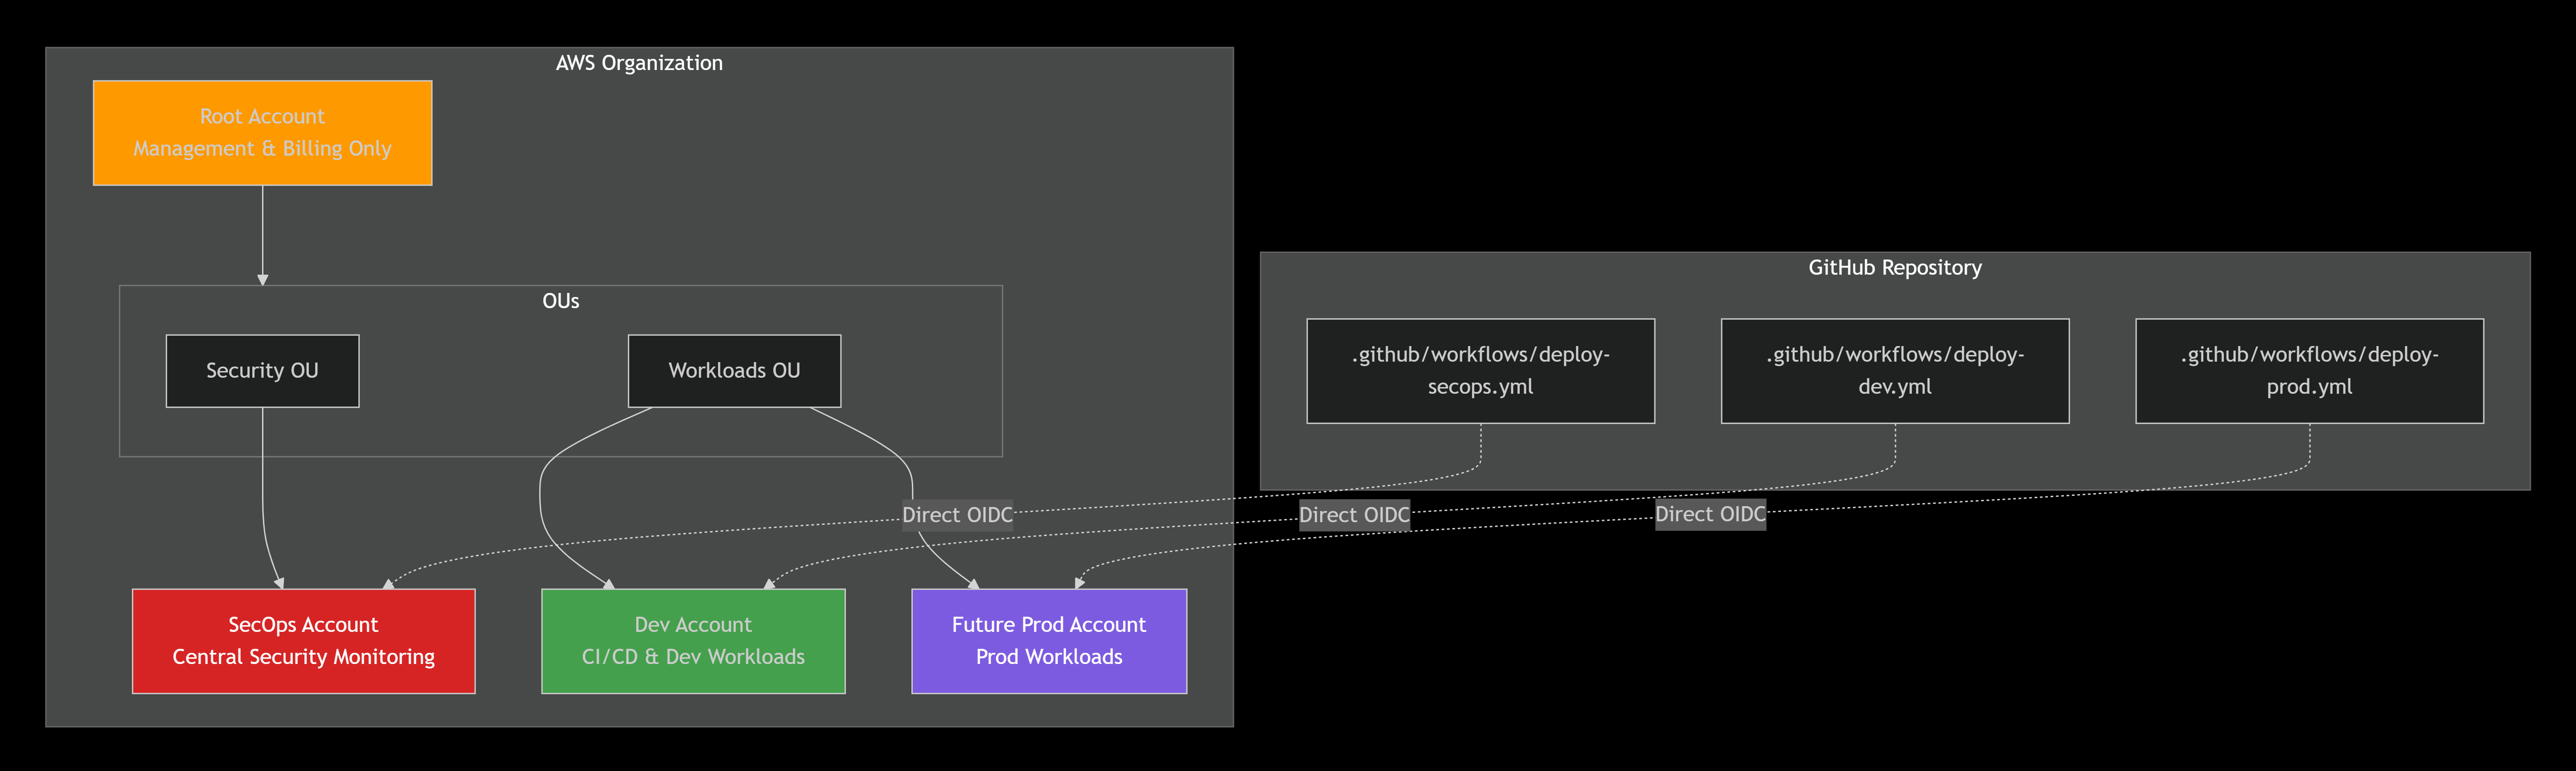 AWS Organization
Root Account
Management & Billing Only
OUs
Security OU
Workloads OU
SecOps Account
Central Security Monitoring
Dev Account
CI/CD & Dev Workloads
Future Prod Account
Prod Workloads
GitHub Repository
.github/workflows/deploy-
secops.yml
.github/workflows/deploy-
dev.yml
.github/workflows/deploy-
prod.yml
Direct OIDC
Direct OIDC
Direct OIDC